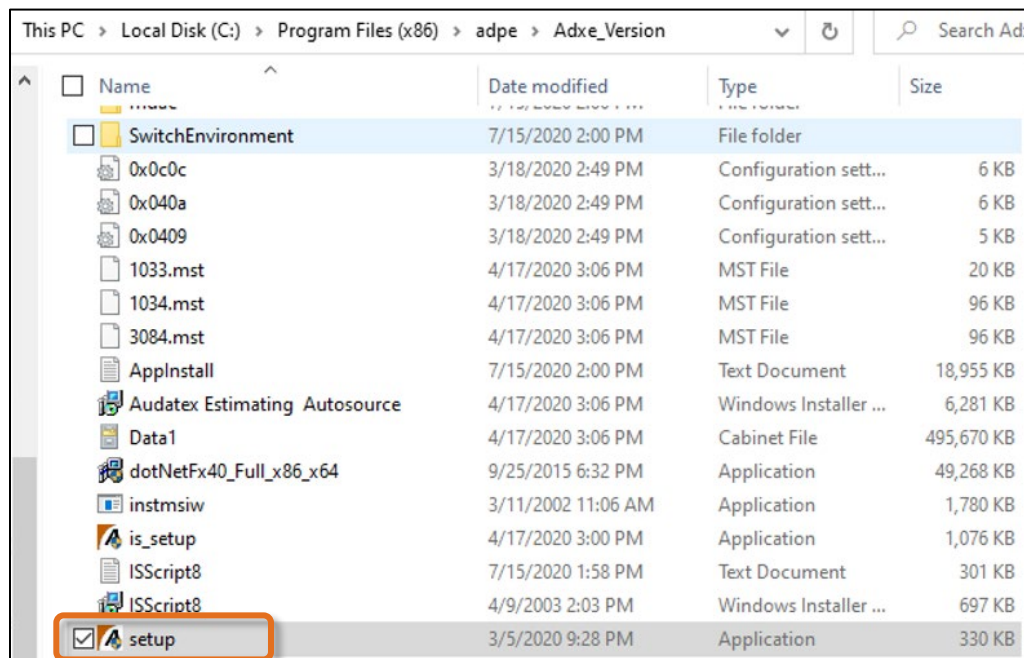 This PC > Local Disk (C:) > Program Files (x86) > adpe > Adxe_Version Search Ad
Name Date modified Type Size
SwitchEnvironment 7/15/2020 2:00 PM File folder
0x0c0c 3/18/2020 2:49 PM Configuration sett... 6 KB
0x040a 3/18/2020 2:49 PM Configuration sett... 6 KB
0x0409 3/18/2020 2:49 PM Configuration sett... 5 KB
1033.mst 4/17/2020 3:06 PM MST File 20 KB
1034.mst 4/17/2020 3:06 PM MST File 96 KB
3084.mst 4/17/2020 3:06 PM MST File 96 KB
AppInstall 7/15/2020 2:00 PM Text Document 18,955 KB
Audatex Estimating Autosource 4/17/2020 3:06 PM Windows Installer ... 6,281 KB
Data1 4/17/2020 3:06 PM Cabinet File 495,670 KB
dotNetFx40_Full_x86_x64 9/25/2015 6:32 PM Application 49,268 KB
instmsiw 3/11/2002 11:06 AM Application 1,780 KB
is_setup 4/17/2020 3:00 PM Application 1,076 KB
ISScript8 7/15/2020 1:58 PM Text Document 301 KB
ISScript8 4/9/2003 2:03 PM Windows Installer ... 697 KB
setup 3/5/2020 9:28 PM Application 330 KB